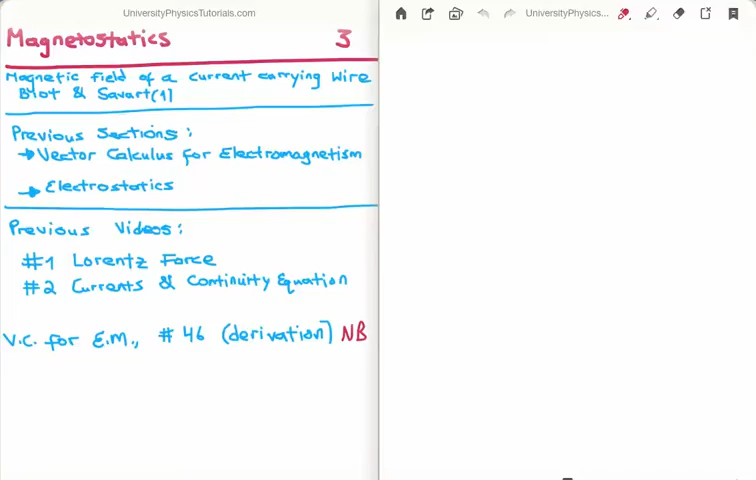 UniversityPhysicsTutorials.com
Magnetostatics 3
Magnetic field of a current carrying wire
Biot & Savart(1)
Previous Sections:
→ Vector Calculus for Electromagnetism
→ Electrostatics
Previous Videos:
#1 Lorentz Force
#2 Currents & Continuity Equation
V.C. for E.M., #46 (derivation) NB
UniversityPhysics...